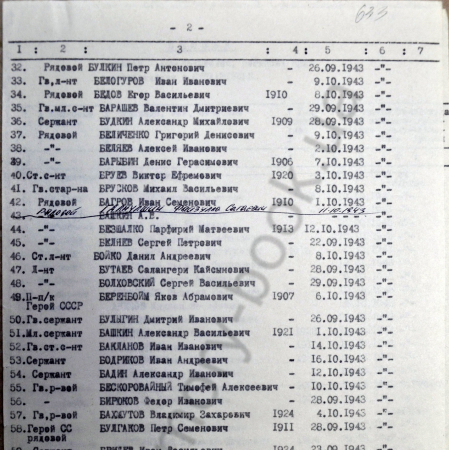 633
- 2 -
1 : 2 : 3 : 4 : 5 : 6 : 7
32. Рядовой БУЛКИН Петр Антонович - 26.09.1943 -"-
33. Гв.л-нт БЕЛОГУРОВ Иван Иванович - 9.10.1943 -"-
34. Рядовой БЕДОВ Егор Васильевич 1910 8.10.1943 -"-
35. Гв.мл.с-нт БАРАШЕВ Валентин Дмитриевич - 29.09.1943 -"-
36. Сержант БУДКИН Александр Михайлович 1909 28.09.1943 -"-
37. Рядовой БЕЛИЧЕНКО Григорий Денисович - 9.10.1943 -"-
38. -"- БЕЛЯЕВ Алексей Иванович - 2.10.1943 -"-
39. -"- БАРЫБИН Денис Герасимович 1906 7.10.1943 -"-
40. Ст.с-нт БРУЕВ Виктор Ефремович 1920 3.10.1943 -"-
41. Гв.стар-на БРУСКОВ Михаил Васильевич - 8.10.1943 -"-
42. Рядовой БАГРОВ Иван Семенович 1910 1.10.1943 -"-
рядовой 11.10.1943
43. -"-
44. -"- БЕЗШАЛКО Парфирий Матвеевич 1913 12.10.1943 -"-
45. -"- БЕЛЯЕВ Сергей Петрович - 22.09.1943 -"-
46. Ст.л-нт БОЙКО Данил Андреевич - 8.10.1943 -"-
47. Л-нт БУТАЕВ Салангери Кайсынович - 28.09.1943 -"-
48. -"- БОЛХОВСКИЙ Сергей Васильевич - 29.09.1943 -"-
49. П-п/к БЕРЕНБОЙМ Яков Абрамович 1907 6.10.1943 -"-
Герой СССР
50. Гв.сержант БУЛЫГИН Дмитрий Иванович - 26.09.1943 -"-
51. Мл.сержант БАШКИН Александр Васильевич 1921 1.10.1943 -"-
52. Гв.ст.с-нт БАКЛАНОВ Иван Иванович - 14.10.1943 -"-
53. Сержант БОДРИКОВ Иван Андреевич - 16.10.1943 -"-
54. Сержант БАДИН Александр Иванович - 12.10.1943 -"-
55. Гв.р-вой БЕСКОРОВАЙНЫЙ Тимофей Алексеевич - 10.10.1943 -"-
56. - БИРЮКОВ Федор Иванович - 28.09.1943 -"-
57. Гв.р-вой БАХМУТОВ Владимир Захарович 1924 4.10.1943 -"-
58. Герой СС БУЛГАКОВ Петр Семенович 1911 28.09.1943 -"-
рядовой